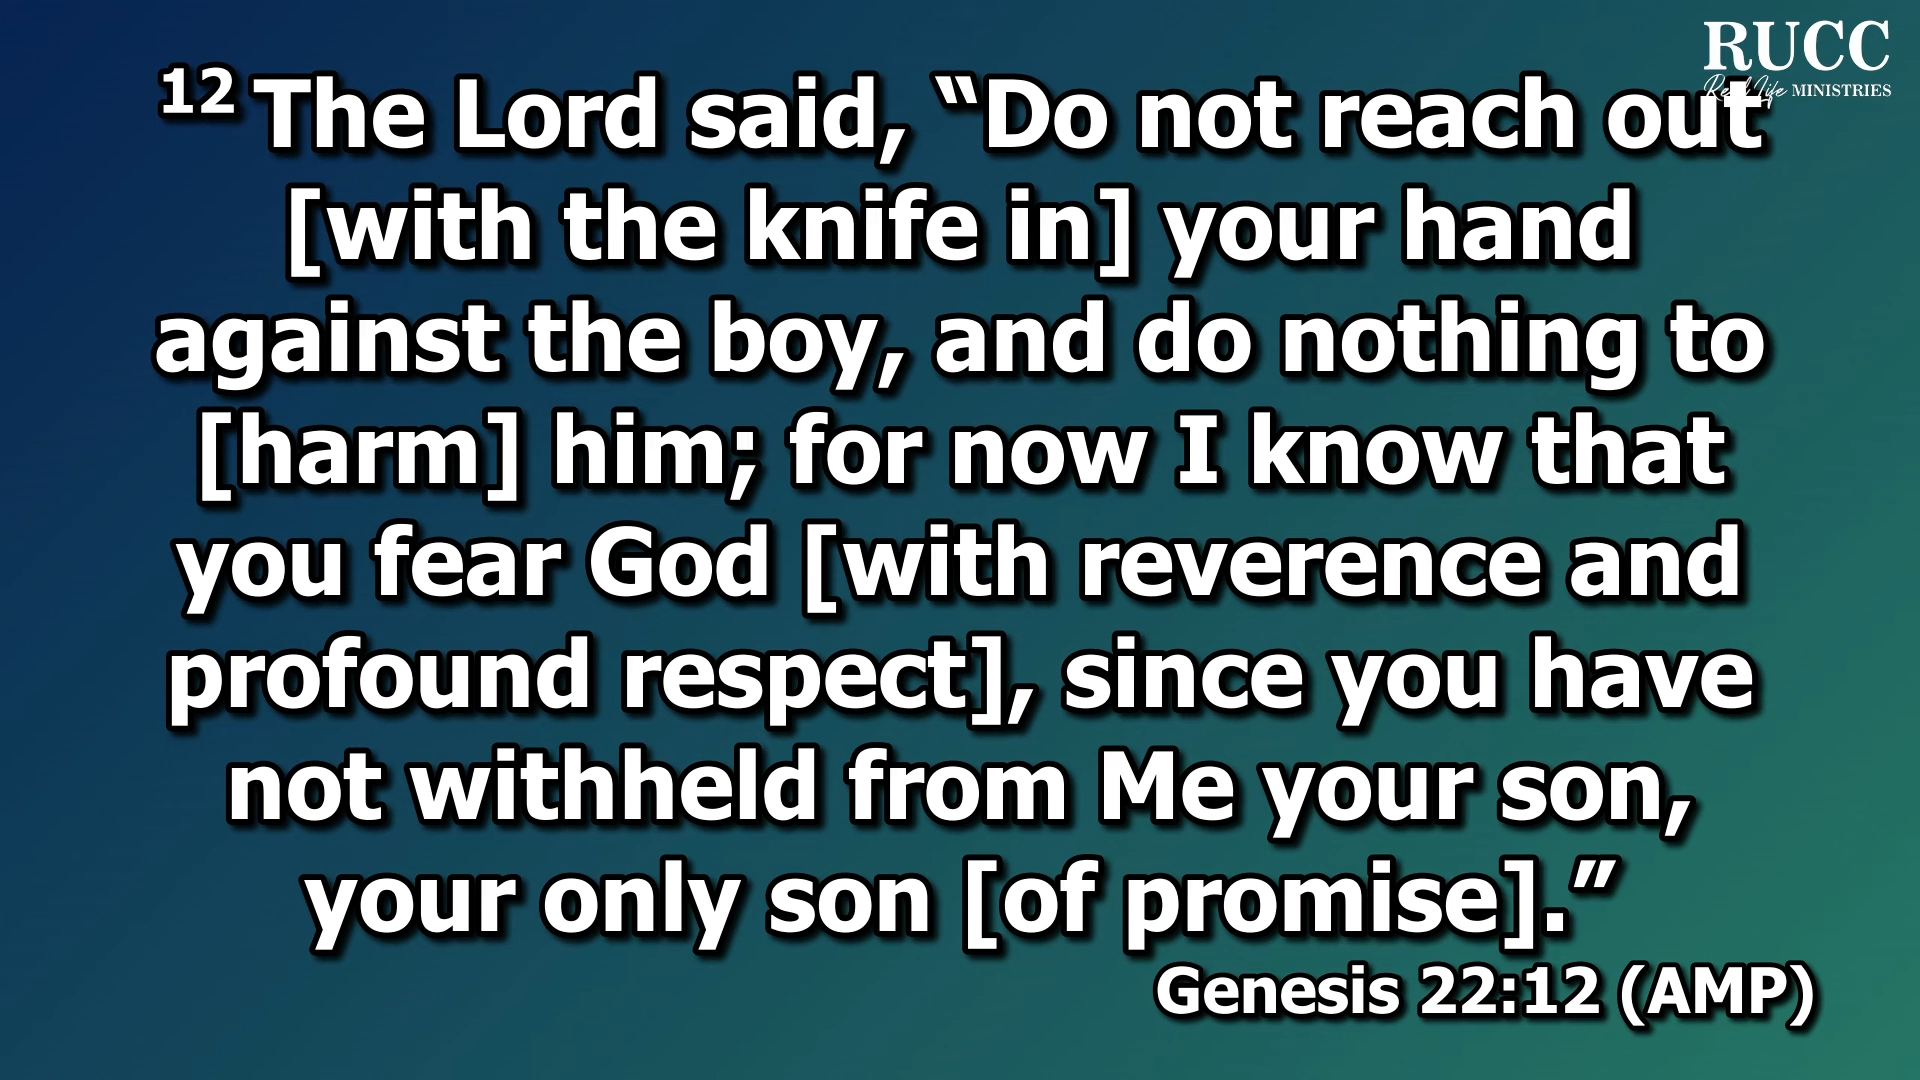 RUCC
Real Life MINISTRIES
12 The Lord said, “Do not reach out
[with the knife in] your hand
against the boy, and do nothing to
[harm] him; for now I know that
you fear God [with reverence and
profound respect], since you have
not withheld from Me your son,
your only son [of promise].”
Genesis 22:12 (AMP)